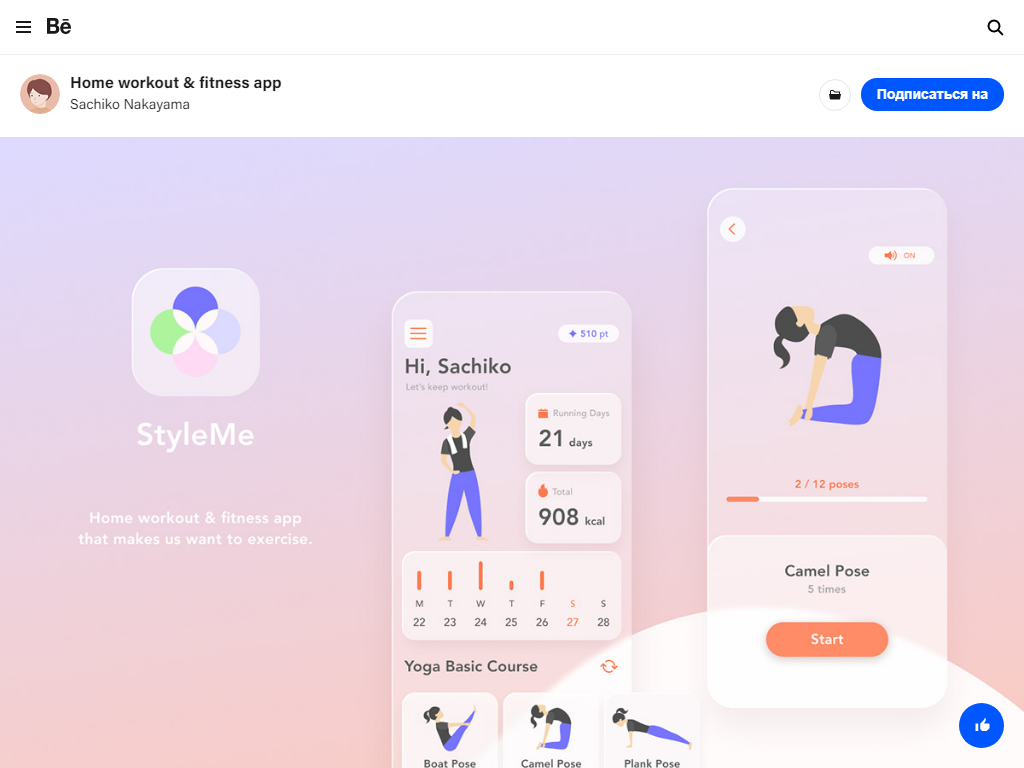 Bē
Home workout & fitness app
Sachiko Nakayama
Подписаться на
StyleMe
Home workout & fitness app
that makes us want to exercise.
510 pt
Hi, Sachiko
Let's keep workout!
Running Days
21 days
Total
908 kcal
M T W T F S S
22 23 24 25 26 27 28
Yoga Basic Course
Boat Pose
Camel Pose
Plank Pose
ON
2 / 12 poses
Camel Pose
5 times
Start